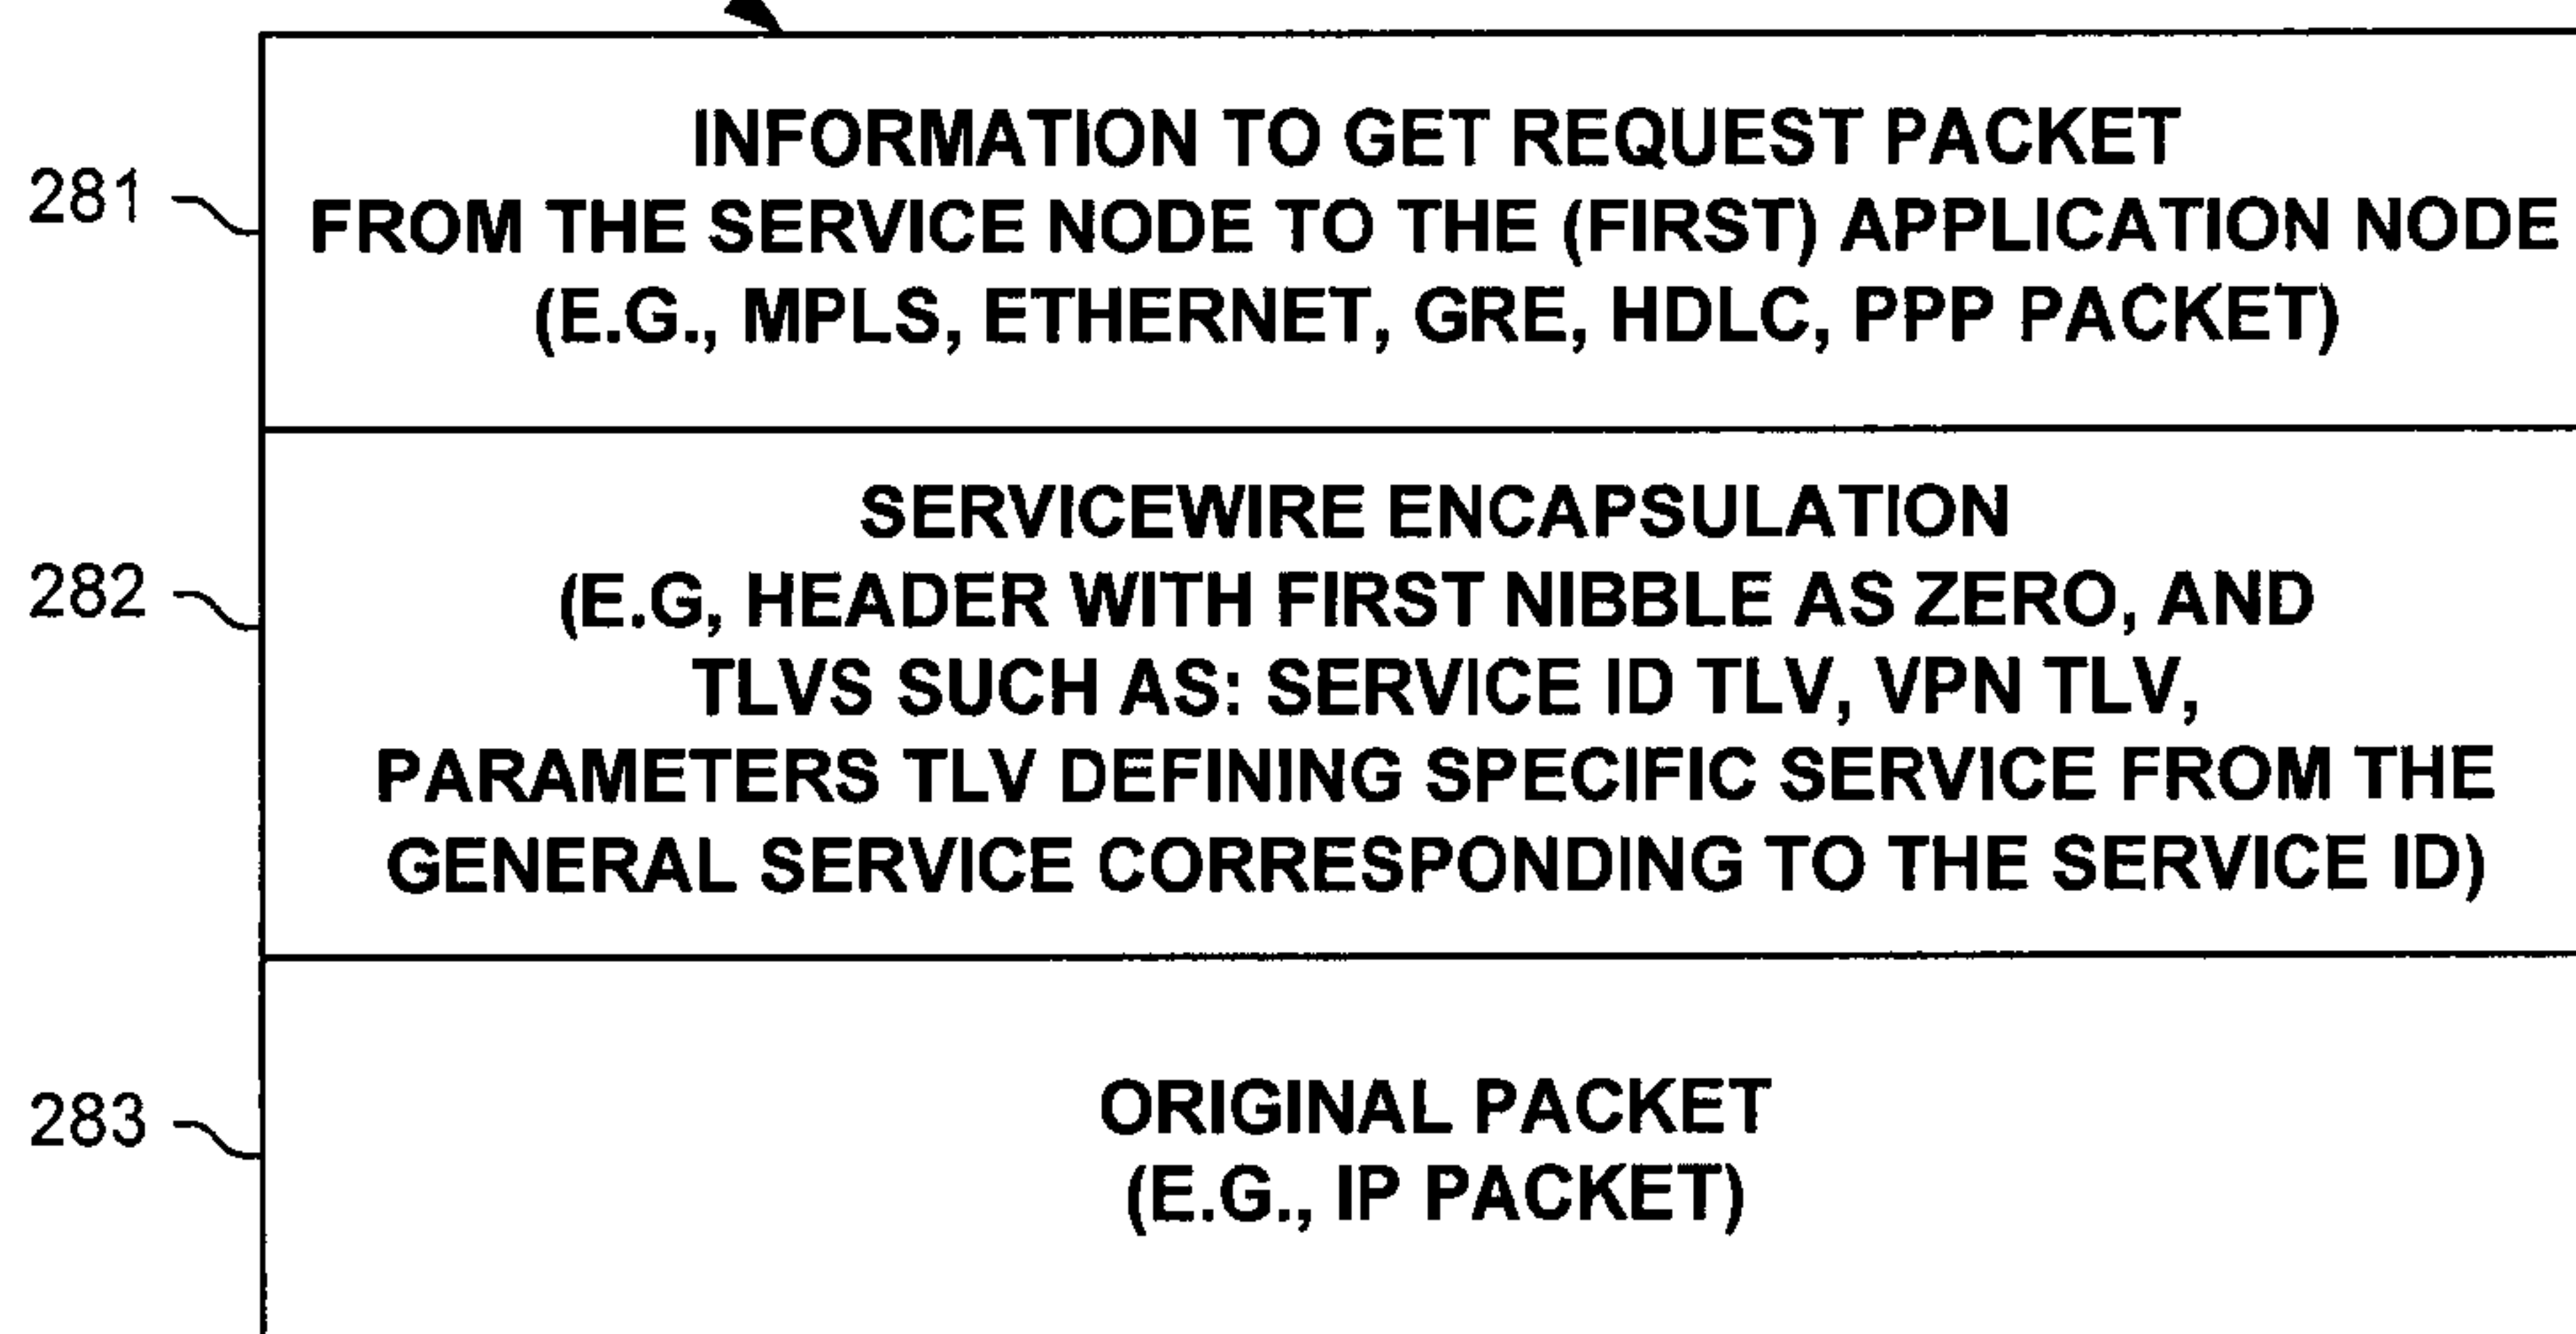 INFORMATION TO GET REQUEST PACKET
281
FROM THE SERVICE NODE TO THE (FIRST) APPLICATION NODE
(E.G., MPLS, ETHERNET, GRE, HDLC, PPP PACKET)
SERVICEWIRE ENCAPSULATION
282
(E.G, HEADER WITH FIRST NIBBLE AS ZERO, AND
TLVS SUCH AS: SERVICE ID TLV, VPN TLV,
PARAMETERS TLV DEFINING SPECIFIC SERVICE FROM THE
GENERAL SERVICE CORRESPONDING TO THE SERVICE ID)
283
ORIGINAL PACKET
(E.G., IP PACKET)